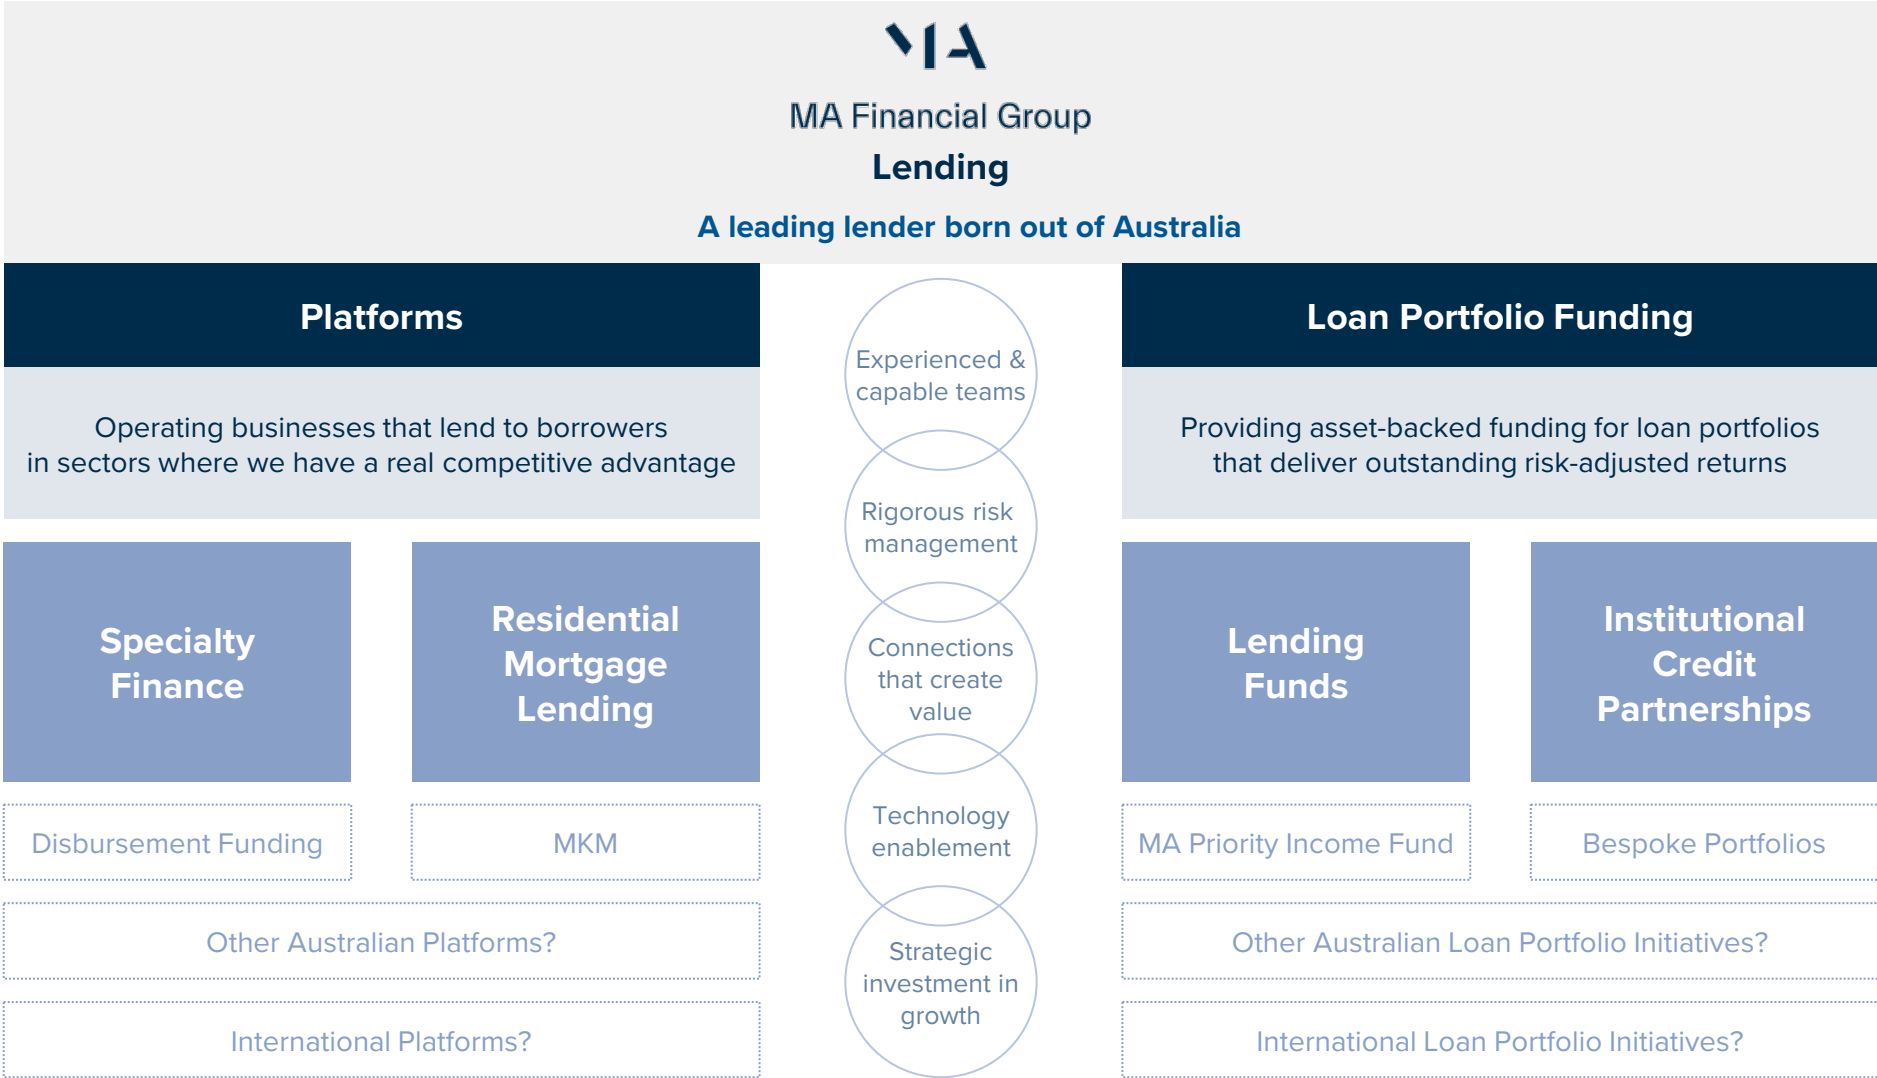 MA
MA Financial Group
Lending
A leading lender born out of Australia
Platforms
Operating businesses that lend to borrowers
in sectors where we have a real competitive advantage
Specialty
Finance
Residential
Mortgage
Lending
Disbursement Funding
MKM
Other Australian Platforms?
International Platforms?
Experienced &
capable teams
Rigorous risk
management
Connections
that create
value
Technology
enablement
Strategic
investment in
growth
Loan Portfolio Funding
Providing asset-backed funding for loan portfolios
that deliver outstanding risk-adjusted returns
Lending
Funds
Institutional
Credit
Partnerships
MA Priority Income Fund
Bespoke Portfolios
Other Australian Loan Portfolio Initiatives?
International Loan Portfolio Initiatives?